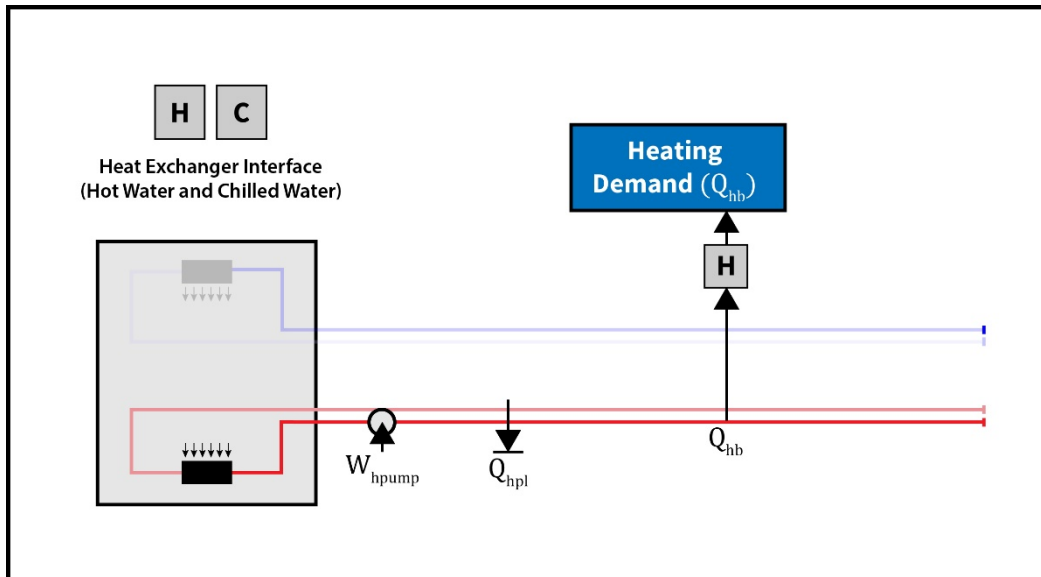 H C
Heat Exchanger Interface
(Hot Water and Chilled Water)
Heating
Demand (Qhb)
H
Whpump
Qhpl
Qhb